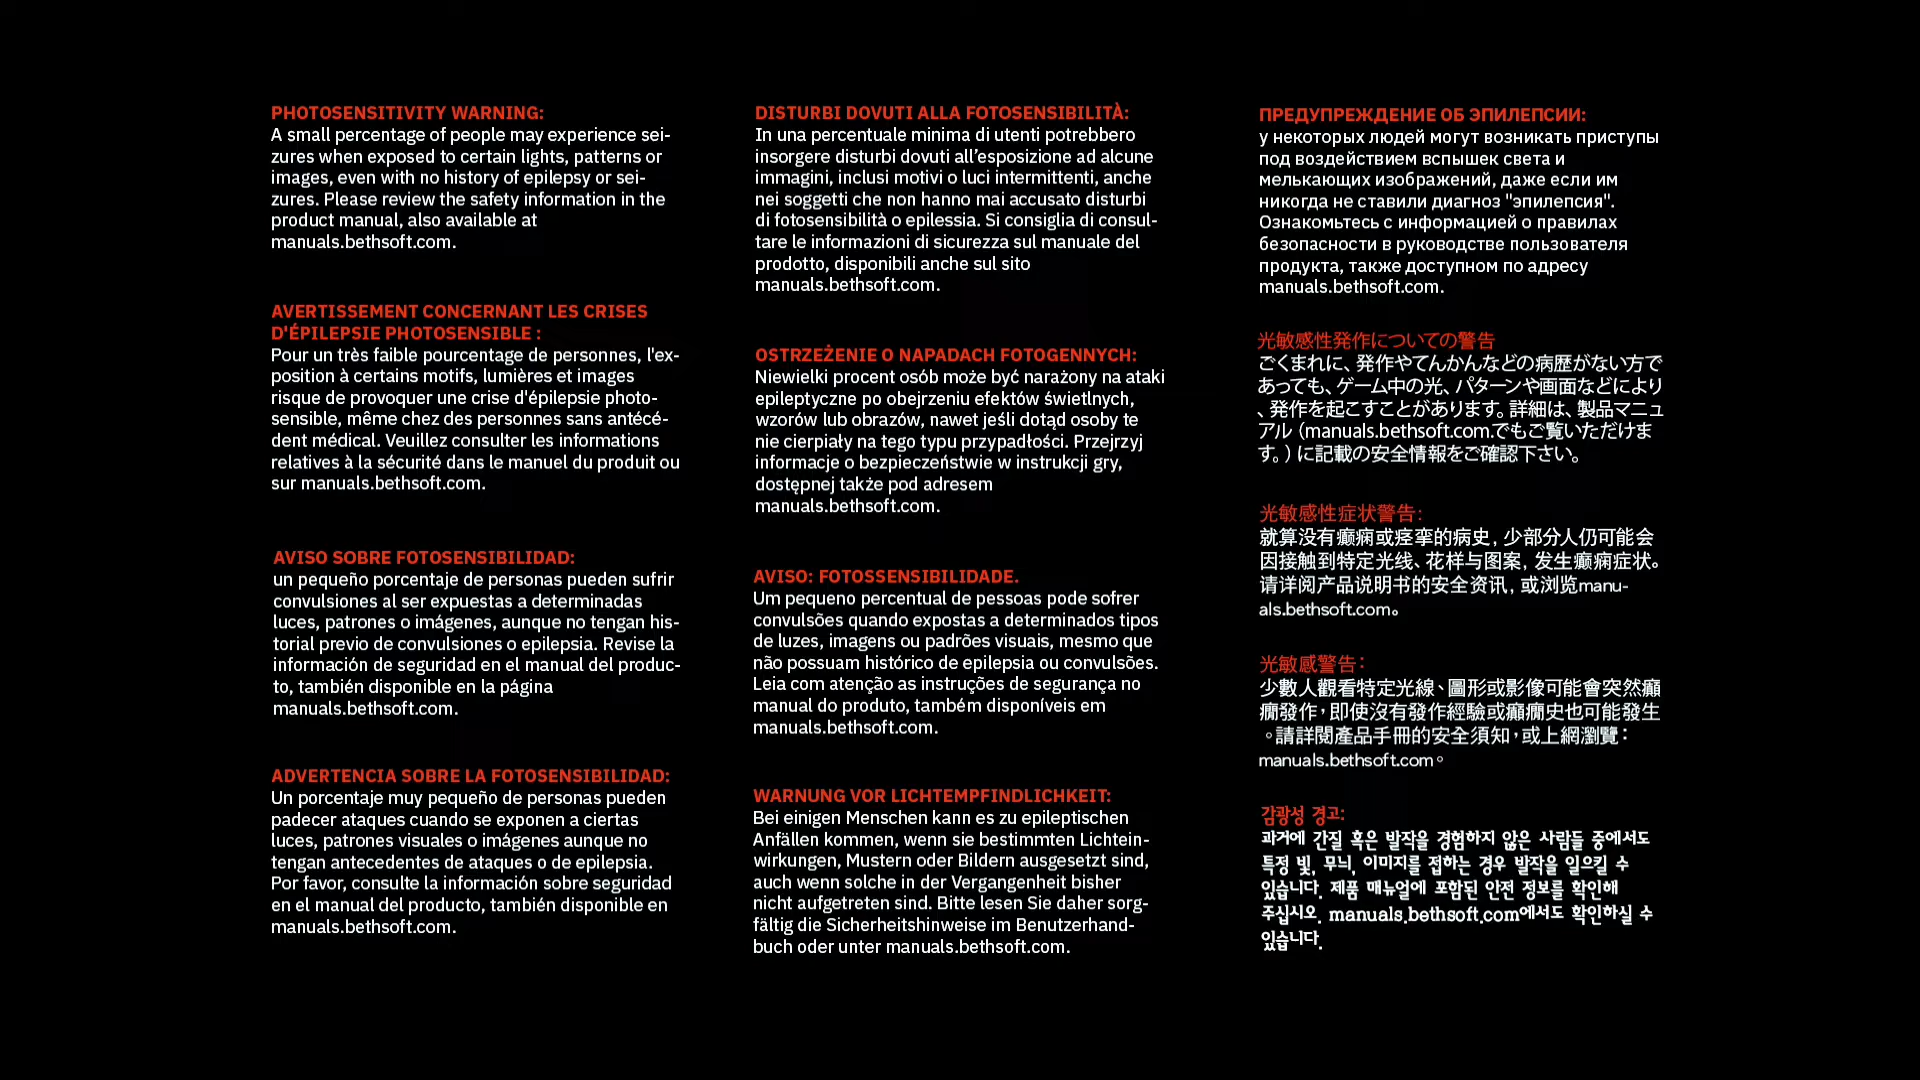 PHOTOSENSITIVITY WARNING:
A small percentage of people may experience sei-
zures when exposed to certain lights, patterns or
images, even with no history of epilepsy or sei-
zures. Please review the safety information in the
product manual, also available at
manuals.bethsoft.com.
AVERTISSEMENT CONCERNANT LES CRISES
D'ÉPILEPSIE PHOTOSENSIBLE :
Pour un très faible pourcentage de personnes, l'ex-
position à certains motifs, lumières et images
risque de provoquer une crise d'épilepsie photo-
sensible, même chez des personnes sans antécé-
dent médical. Veuillez consulter les informations
relatives à la sécurité dans le manuel du produit ou
sur manuals.bethsoft.com.
AVISO SOBRE FOTOSENSIBILIDAD:
un pequeño porcentaje de personas pueden sufrir
convulsiones al ser expuestas a determinadas
luces, patrones o imágenes, aunque no tengan his-
torial previo de convulsiones o epilepsia. Revise la
información de seguridad en el manual del produc-
to, también disponible en la página
manuals.bethsoft.com.
ADVERTENCIA SOBRE LA FOTOSENSIBILIDAD:
Un porcentaje muy pequeño de personas pueden
padecer ataques cuando se exponen a ciertas
luces, patrones visuales o imágenes aunque no
tengan antecedentes de ataques o de epilepsia.
Por favor, consulte la información sobre seguridad
en el manual del producto, también disponible en
manuals.bethsoft.com.
DISTURBI DOVUTI ALLA FOTOSENSIBILITÀ:
In una percentuale minima di utenti potrebbero
insorgere disturbi dovuti all’esposizione ad alcune
immagini, inclusi motivi o luci intermittenti, anche
nei soggetti che non hanno mai accusato disturbi
di fotosensibilità o epilessia. Si consiglia di consul-
tare le informazioni di sicurezza sul manuale del
prodotto, disponibili anche sul sito
manuals.bethsoft.com.
OSTRZEŻENIE O NAPADACH FOTOGENNYCH:
Niewielki procent osób może być narażony na ataki
epileptyczne po obejrzeniu efektów świetlnych,
wzorów lub obrazów, nawet jeśli dotąd osoby te
nie cierpiały na tego typu przypadłości. Przejrzyj
informacje o bezpieczeństwie w instrukcji gry,
dostępnej także pod adresem
manuals.bethsoft.com.
AVISO: FOTOSSENSIBILIDADE.
Um pequeno percentual de pessoas pode sofrer
convulsões quando expostas a determinados tipos
de luzes, imagens ou padrões visuais, mesmo que
não possuam histórico de epilepsia ou convulsões.
Leia com atenção as instruções de segurança no
manual do produto, também disponíveis em
manuals.bethsoft.com.
WARNUNG VOR LICHTEMPFINDLICHKEIT:
Bei einigen Menschen kann es zu epileptischen
Anfällen kommen, wenn sie bestimmten Lichtein-
wirkungen, Mustern oder Bildern ausgesetzt sind,
auch wenn solche in der Vergangenheit bisher
nicht aufgetreten sind. Bitte lesen Sie daher sorg-
fältig die Sicherheitshinweise im Benutzerhand-
buch oder unter manuals.bethsoft.com.
ПРЕДУПРЕЖДЕНИЕ ОБ ЭПИЛЕПСИИ:
у некоторых людей могут возникать приступы
под воздействием вспышек света и
мелькающих изображений, даже если им
никогда не ставили диагноз "эпилепсия".
Ознакомьтесь с информацией о правилах
безопасности в руководстве пользователя
продукта, также доступном по адресу
manuals.bethsoft.com.
光敏感性発作についての警告
ごくまれに、発作やてんかんなどの病歴がない方で
あっても、ゲーム中の光、パターンや画面などにより
、発作を起こすことがあります。詳細は、製品マニュ
アル（manuals.bethsoft.com.でもご覧いただけま
す。）に記載の安全情報をご確認下さい。
光敏感性症状警告：
就算没有癫痫或痉挛的病史，少部分人仍可能会
因接触到特定光线、花样与图案，发生癫痫症状。
请详阅产品说明书的安全资讯，或浏览manu-
als.bethsoft.com。
光敏感警告：
少數人觀看特定光線、圖形或影像可能會突然癲
癇發作，即使沒有發作經驗或癲癇史也可能發生
。請詳閱產品手冊的安全須知，或上網瀏覽：
manuals.bethsoft.com。
감광성 경고:
과거에 간질 혹은 발작을 경험하지 않은 사람들 중에서도
특정 빛, 무늬, 이미지를 접하는 경우 발작을 일으킬 수
있습니다. 제품 매뉴얼에 포함된 안전 정보를 확인해
주십시오. manuals.bethsoft.com에서도 확인하실 수
있습니다.